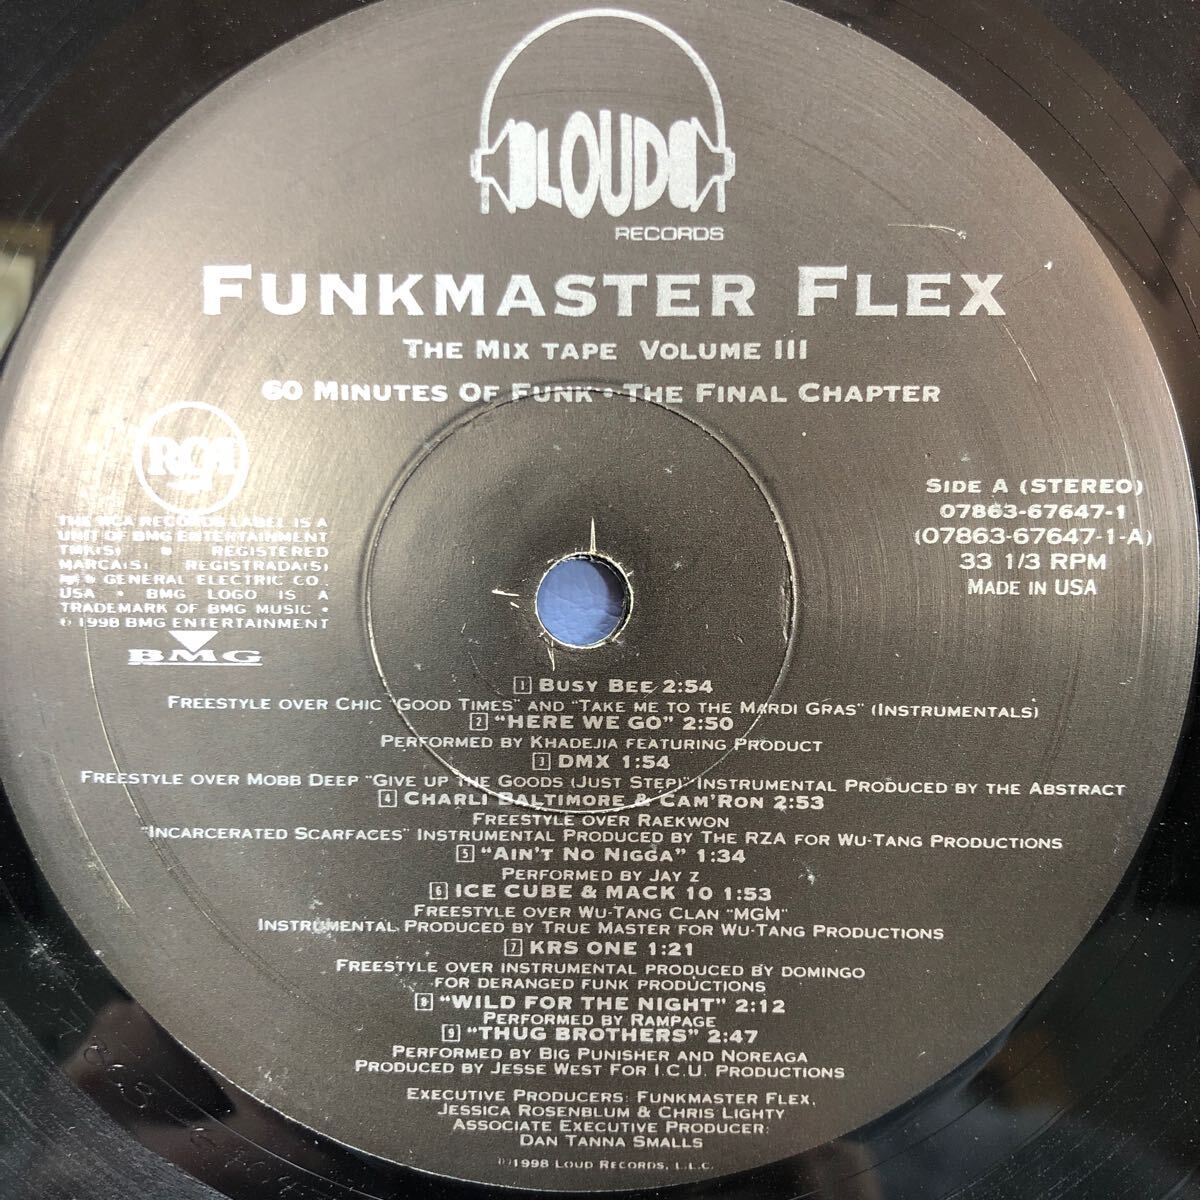 LOUD
RECORDS
FUNKMASTER FLEX
THE MIX TAPE VOLUME III
60 MINUTES OF FUNK • THE FINAL CHAPTER
RCA
THE RCA RECORDS LABEL IS A
UNIT OF BMG ENTERTAINMENT
TMK(S) ® REGISTERED
MARCA(S) REGISTRADA(S)
GENERAL ELECTRIC CO.,
USA • BMG LOGO IS A
TRADEMARK OF BMG MUSIC •
© 1998 BMG ENTERTAINMENT
BMG
SIDE A (STEREO)
07863-67647-1
(07863-67647-1-A)
33 1/3 RPM
MADE IN USA
1 BUSY BEE 2:54
FREESTYLE OVER CHIC "GOOD TIMES" AND "TAKE ME TO THE MARDI GRAS" (INSTRUMENTALS)
2 "HERE WE GO" 2:50
PERFORMED BY KHADEJIA FEATURING PRODUCT
3 DMX 1:54
FREESTYLE OVER MOBB DEEP "GIVE UP THE GOODS (JUST STEP)" INSTRUMENTAL PRODUCED BY THE ABSTRACT
4 CHARLI BALTIMORE & CAM'RON 2:53
FREESTYLE OVER RAEKWON
"INCARCERATED SCARFACES" INSTRUMENTAL PRODUCED BY THE RZA FOR WU-TANG PRODUCTIONS
5 "AIN'T NO NIGGA" 1:34
PERFORMED BY JAY Z
6 ICE CUBE & MACK 10 1:53
FREESTYLE OVER WU-TANG CLAN "MGM"
INSTRUMENTAL PRODUCED BY TRUE MASTER FOR WU-TANG PRODUCTIONS
7 KRS ONE 1:21
FREESTYLE OVER INSTRUMENTAL PRODUCED BY DOMINGO
FOR DERANGED FUNK PRODUCTIONS
8 "WILD FOR THE NIGHT" 2:12
PERFORMED BY RAMPAGE
9 "THUG BROTHERS" 2:47
PERFORMED BY BIG PUNISHER AND NOREAGA
PRODUCED BY JESSE WEST FOR I.C.U. PRODUCTIONS
EXECUTIVE PRODUCERS: FUNKMASTER FLEX,
JESSICA ROSENBLUM & CHRIS LIGHTY
ASSOCIATE EXECUTIVE PRODUCER:
DAN TANNA SMALLS
℗1998 LOUD RECORDS, L.L.C.